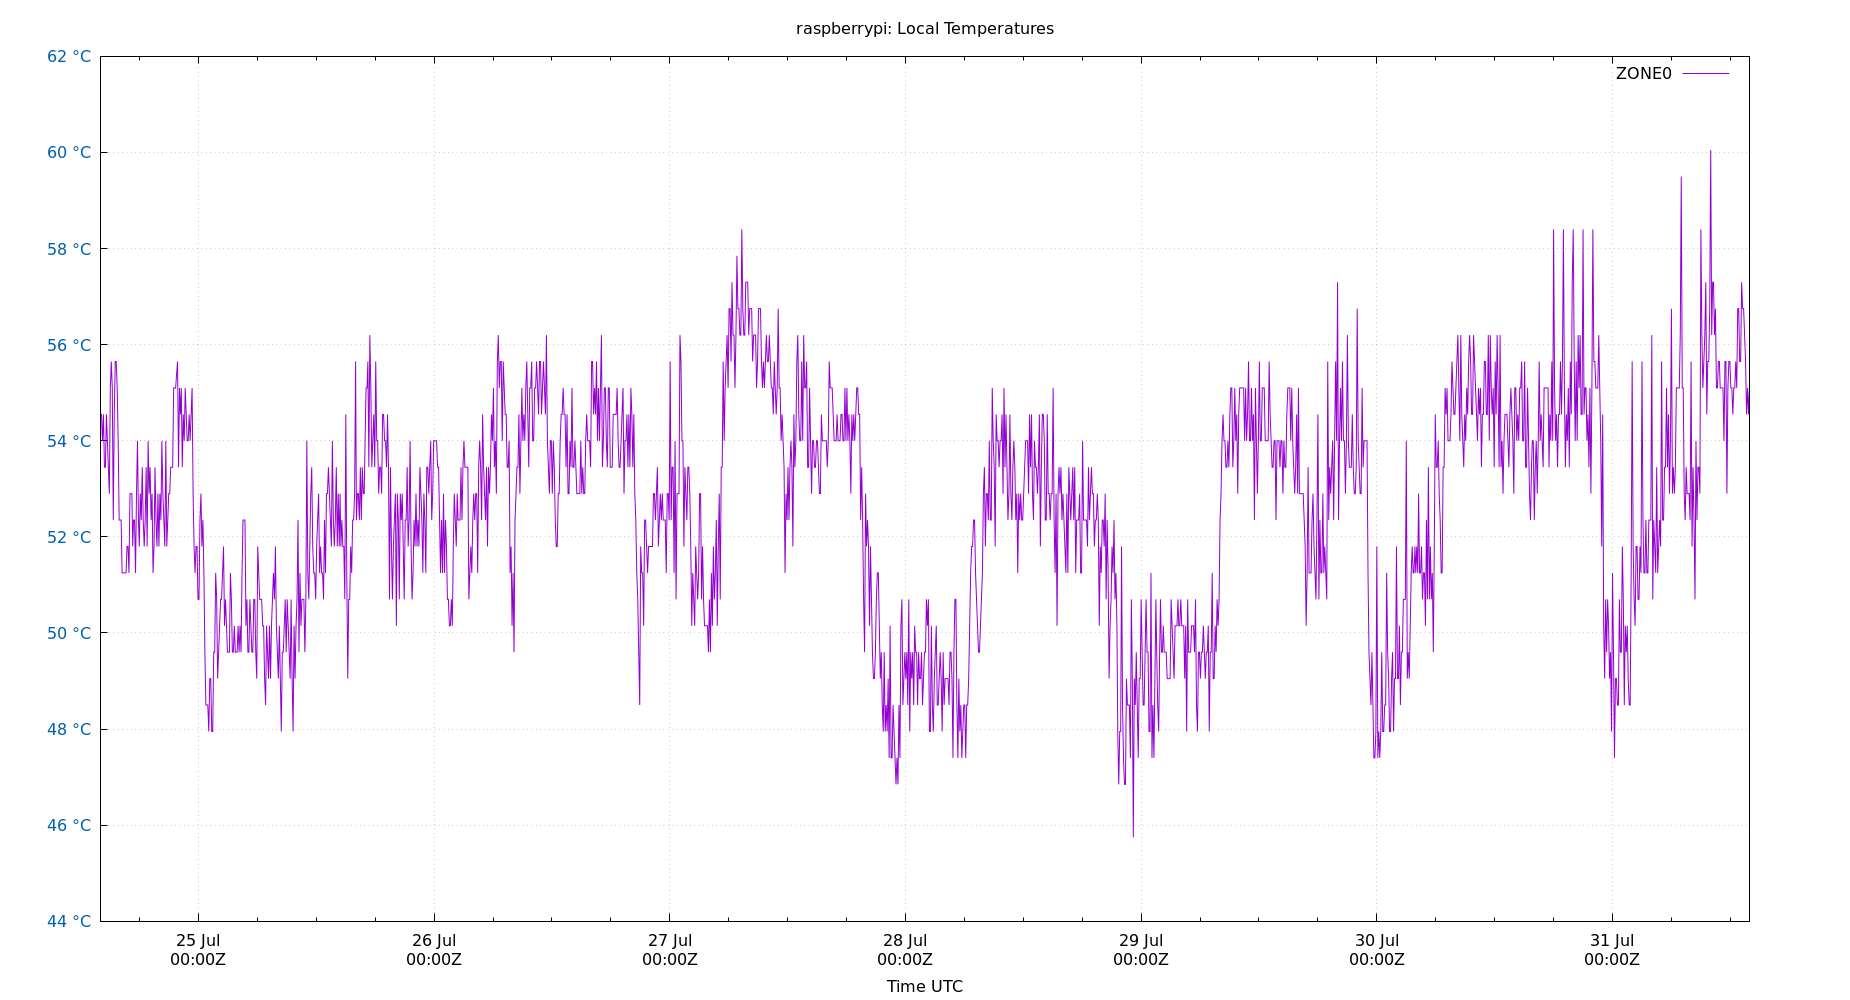 raspberrypi: Local Temperatures
62 °C
ZONE0
60 °C
58 °C
56 °C
54 °C
52 °C
50 °C
48 °C
46 °C
44 °C
25 Jul 26 Jul 27 Jul 28 Jul 29 Jul 30 Jul 31 Jul
00:00Z 00:00Z 00:00Z 00:00Z 00:00Z 00:00Z 00:00Z
Time UTC